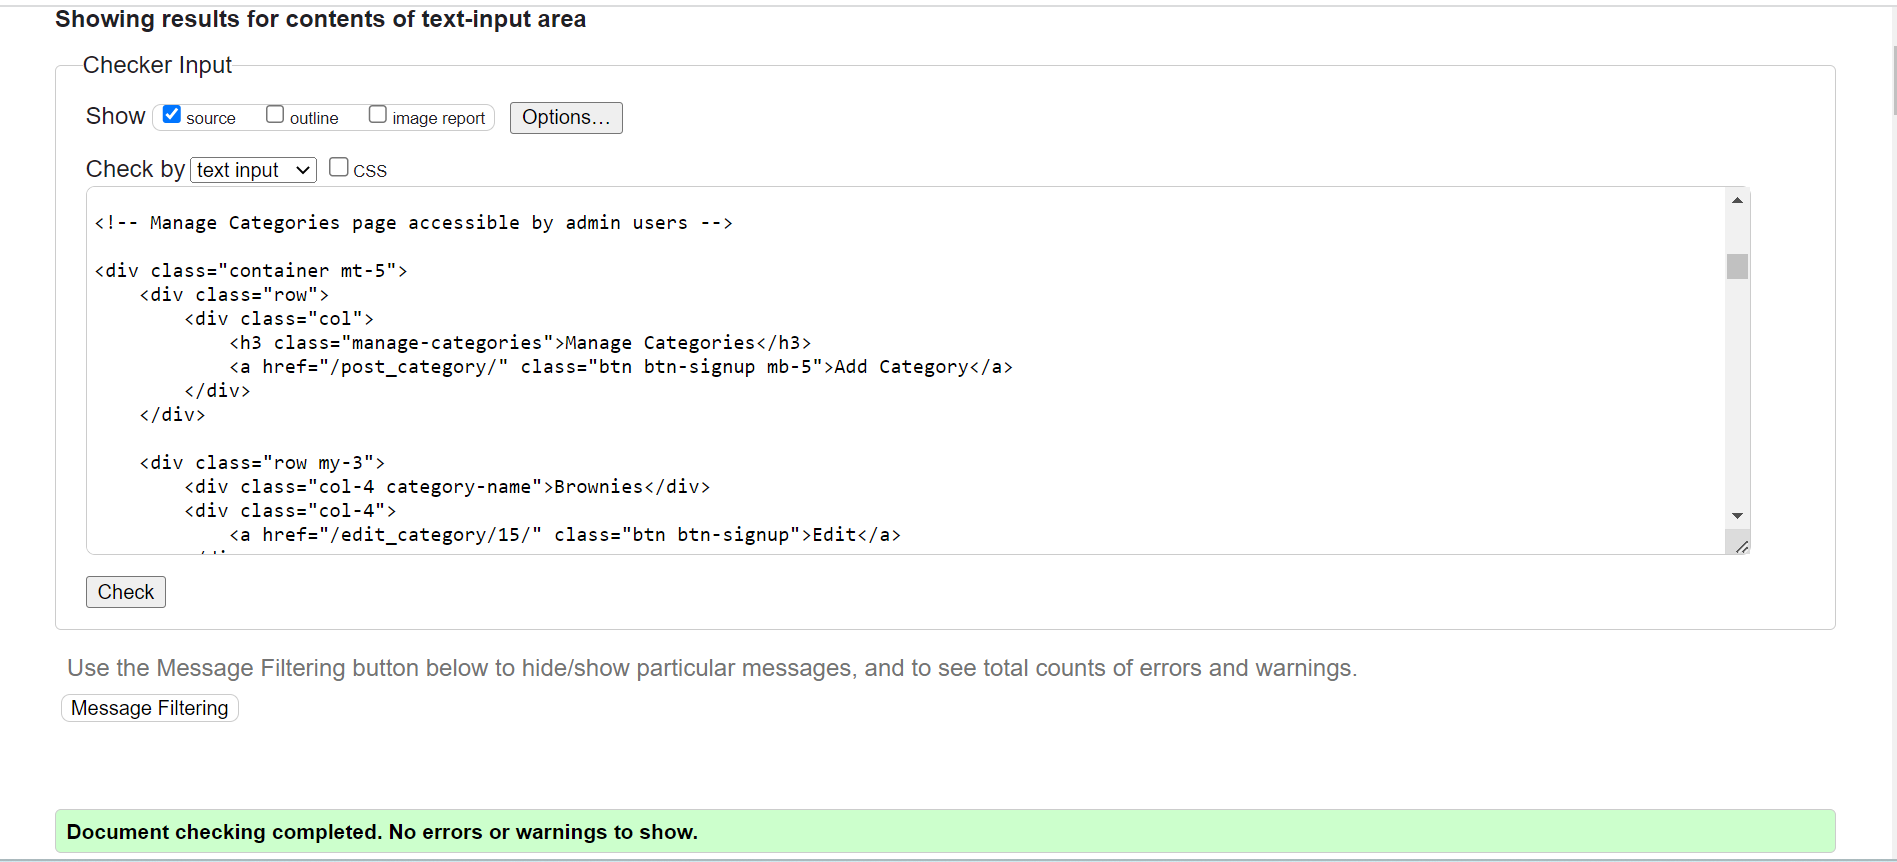 Showing results for contents of text-input area
Checker Input
Show source outline image report Options...
Check by text input CSS
<!-- Manage Categories page accessible by admin users -->
<div class="container mt-5">
<div class="row">
<div class="col">
<h3 class="manage-categories">Manage Categories</h3>
<a href="/post_category/" class="btn btn-signup mb-5">Add Category</a>
</div>
</div>
<div class="row my-3">
<div class="col-4 category-name">Brownies</div>
<div class="col-4">
<a href="/edit_category/15/" class="btn btn-signup">Edit</a>
Check
Use the Message Filtering button below to hide/show particular messages, and to see total counts of errors and warnings.
Message Filtering
Document checking completed. No errors or warnings to show.